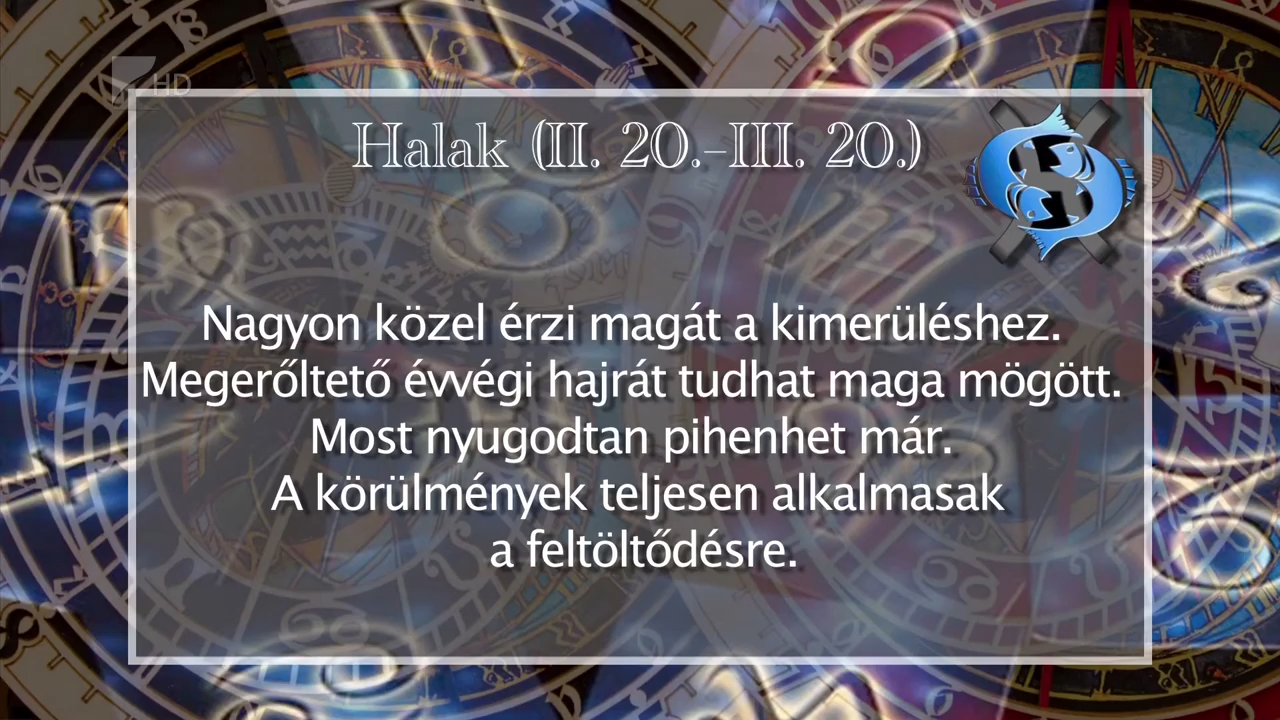 HD
Halak (II. 20.-III. 20.)
Nagyon közel érzi magát a kimerüléshez.
Megerőltető évvégi hajrát tudhat maga mögött.
Most nyugodtan pihenhet már.
A körülmények teljesen alkalmasak
a feltöltődésre.